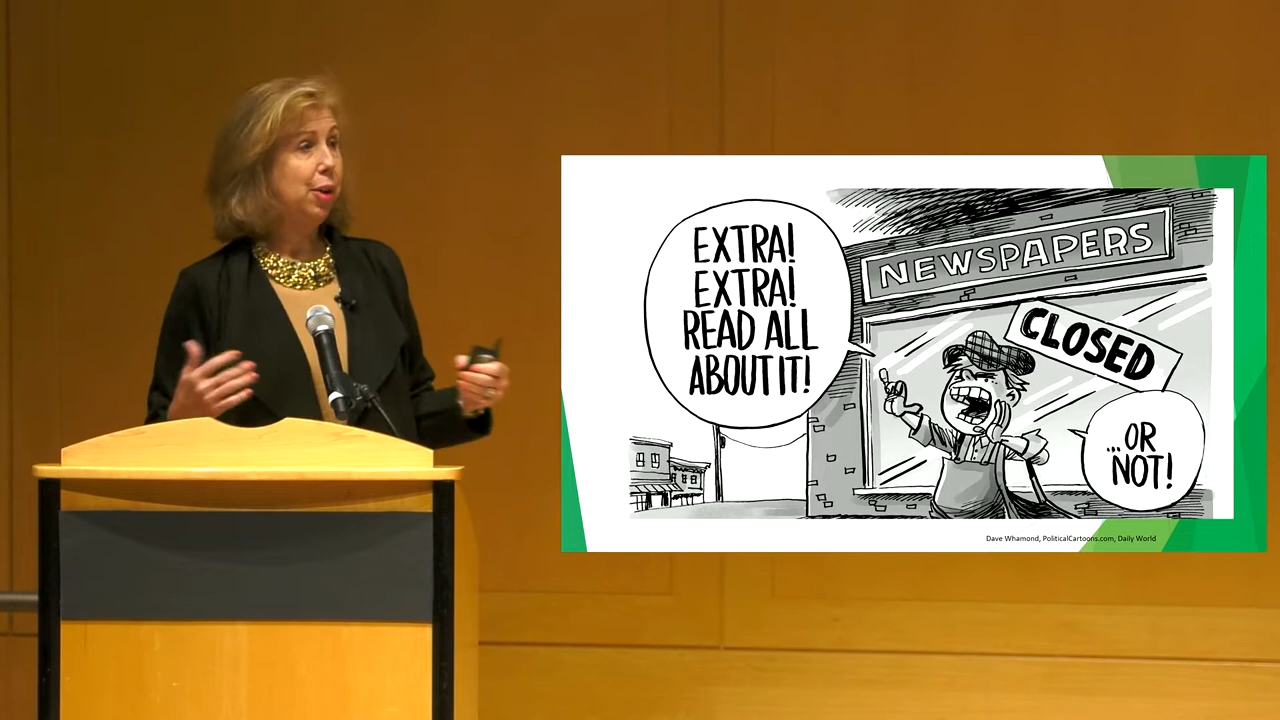 EXTRA!
EXTRA!
READ ALL
ABOUT IT!
NEWSPAPERS
CLOSED
...OR
NOT!
Dave Whamond, PoliticalCartoons.com, Daily World